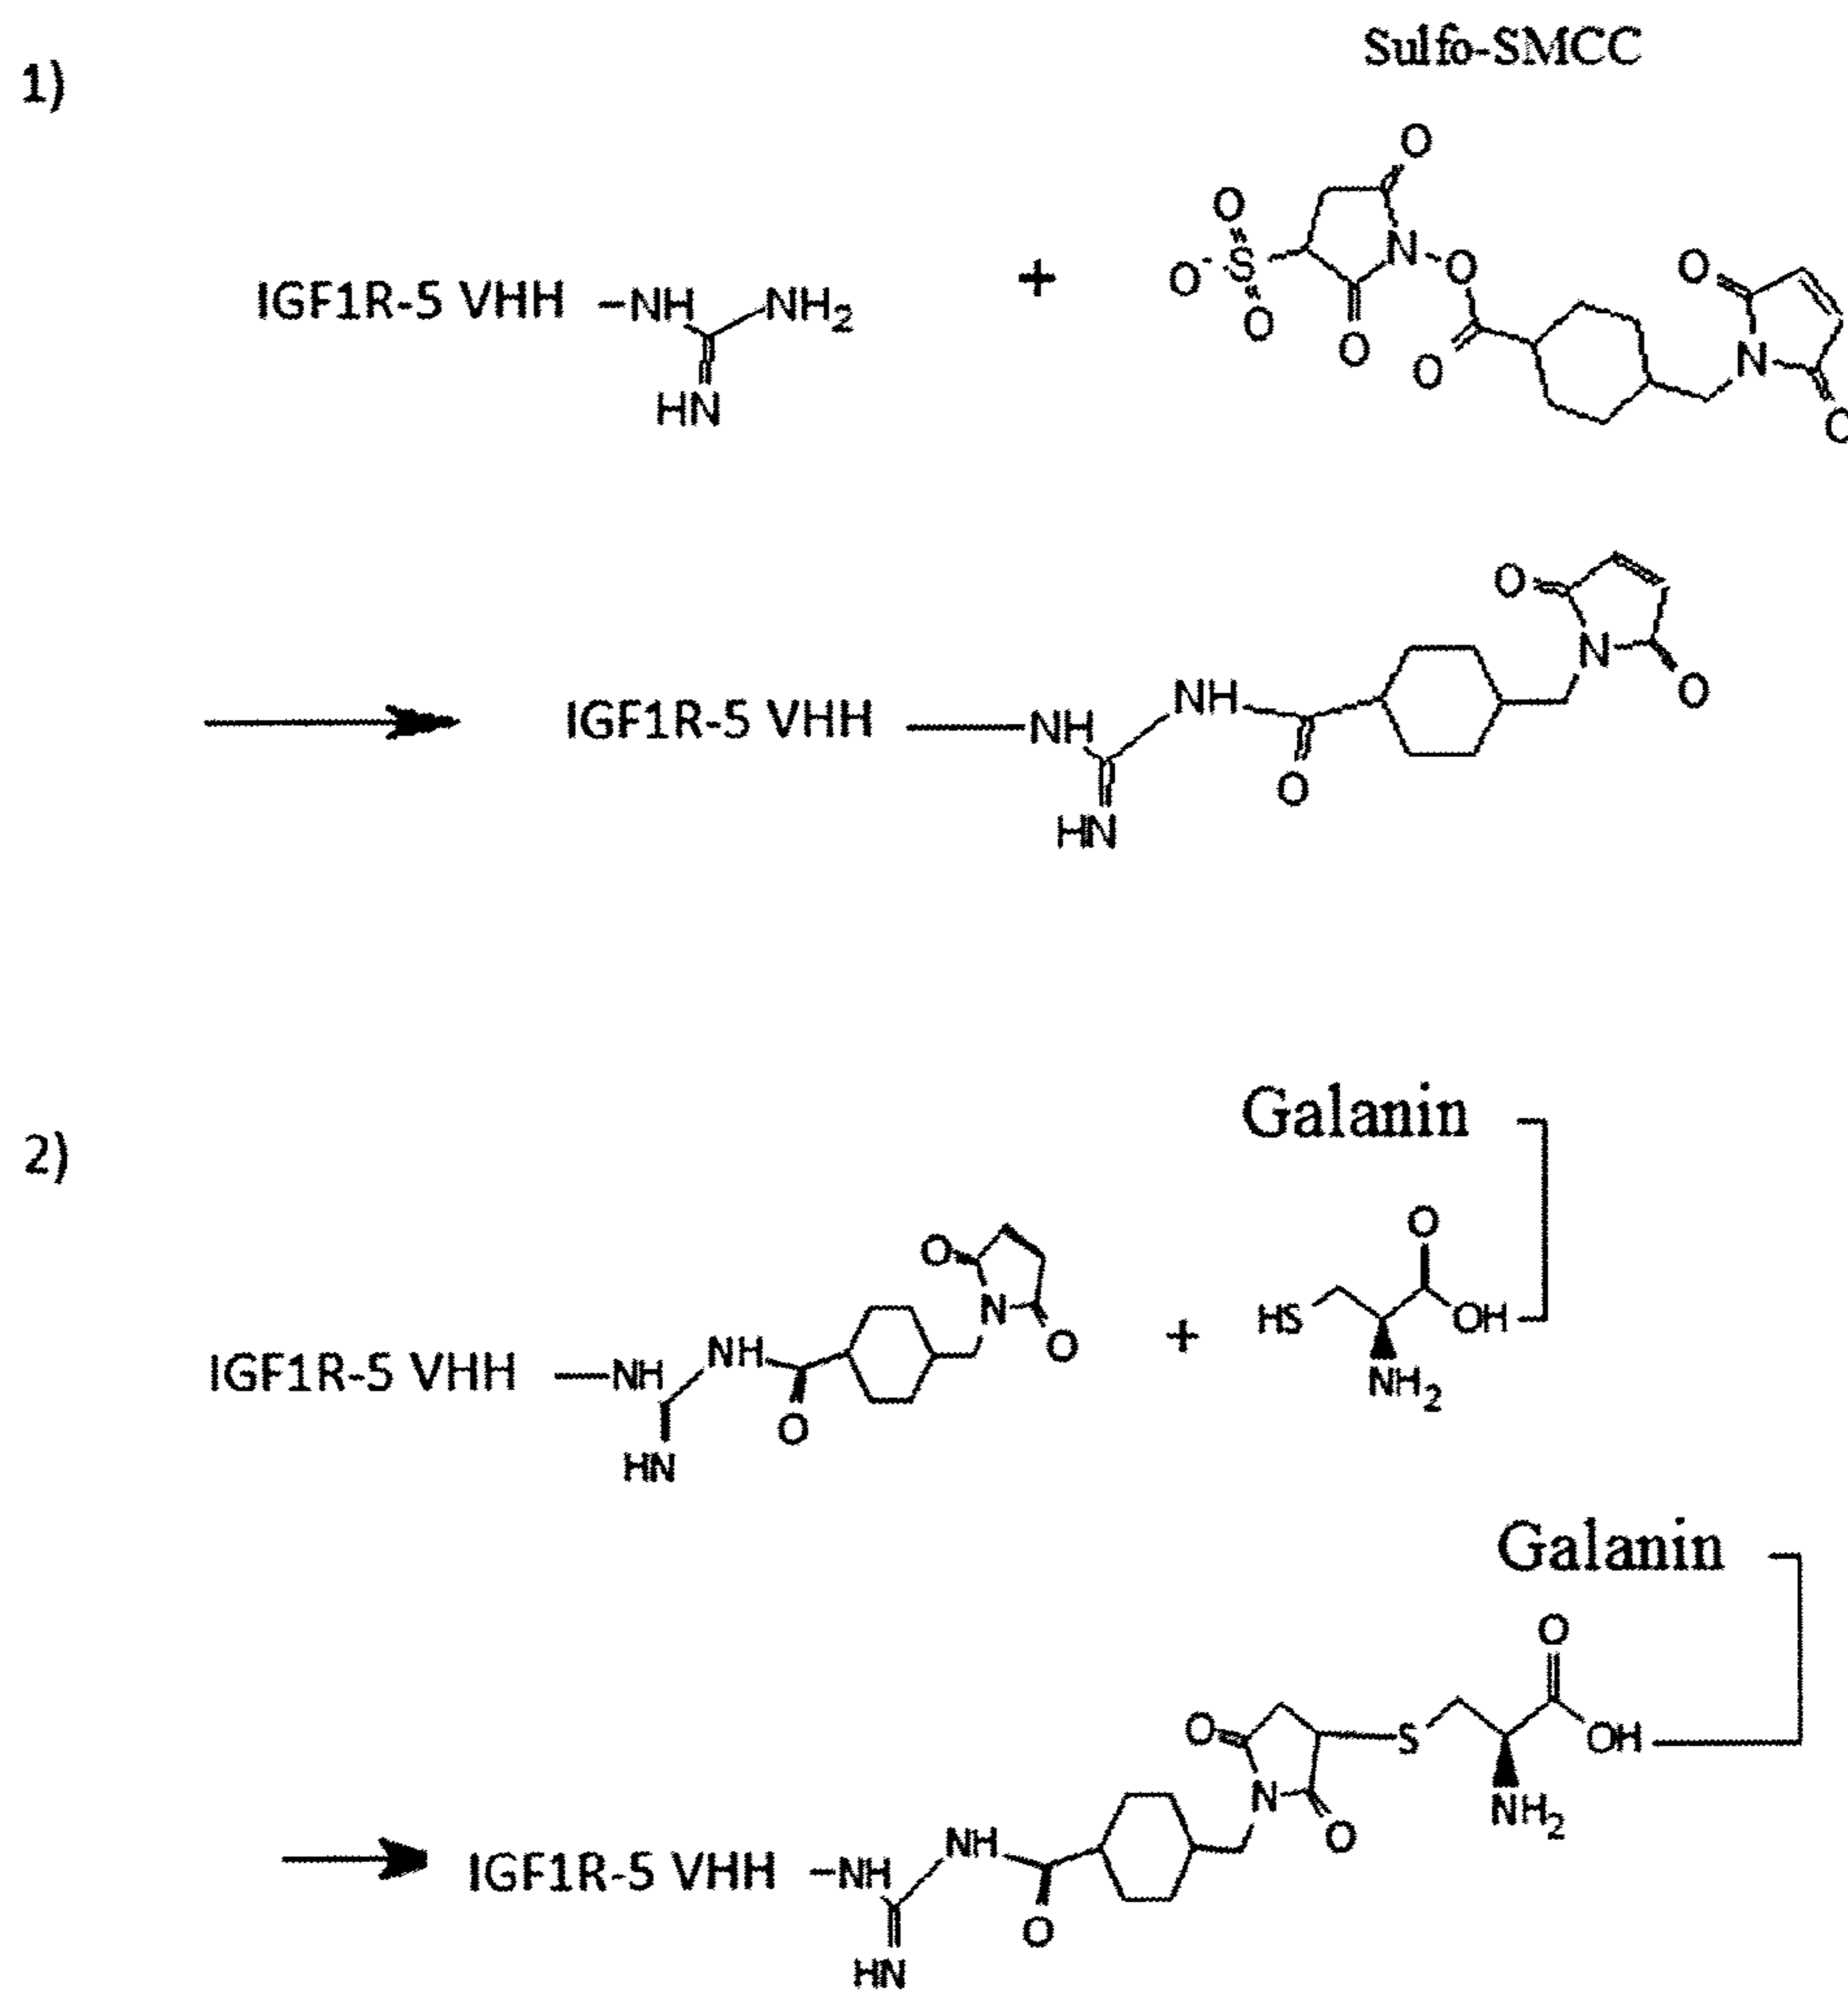 Sulfo-SMCC
1)
O
O
O
S
O⁻
N
O
O
O
O
O
N
O
IGF1R-5 VHH
NH
NH₂
HN
+
O
N
O
IGF1R-5 VHH
NH
NH
O
HN
Galanin
2)
O
O
N
O
HS
OH
NH₂
+
IGF1R-5 VHH
NH
NH
O
HN
Galanin
O
O
S
OH
N
O
NH₂
IGF1R-5 VHH
NH
NH
O
HN